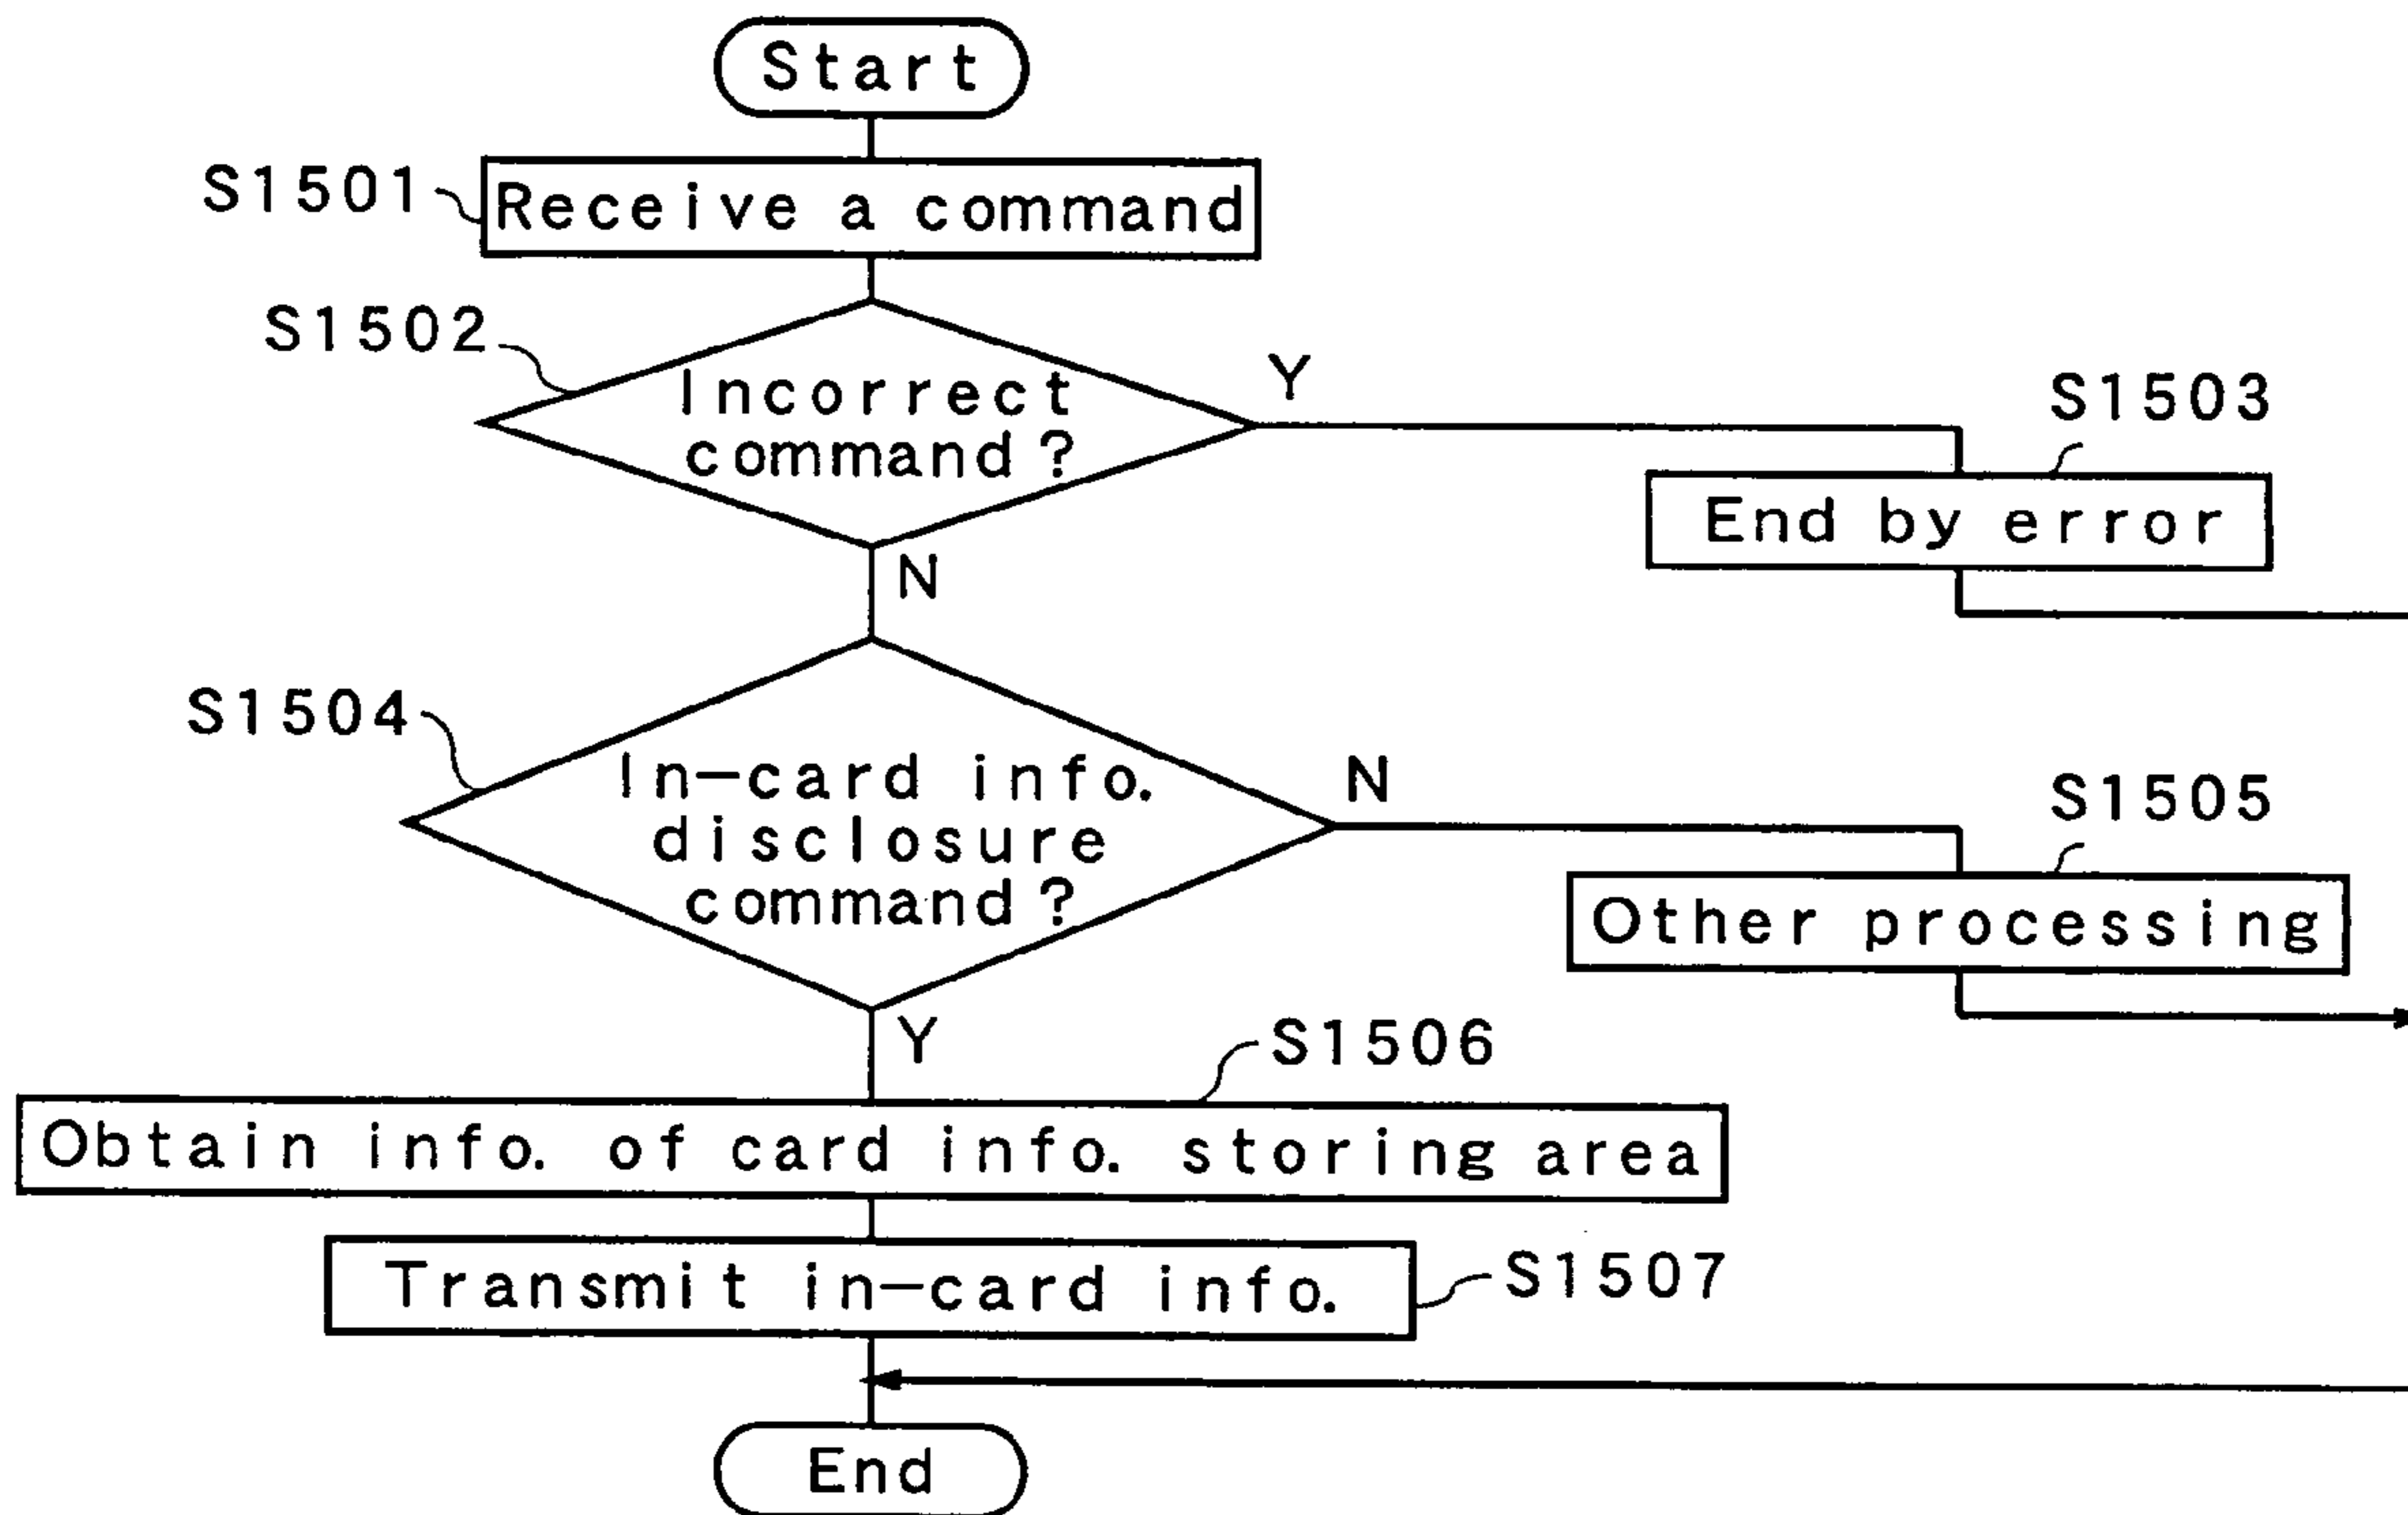 Start
S1501
Receive a command
S1502
Incorrect
command?
Y
S1503
End by error
N
S1504
In-card info.
disclosure
command?
N
S1505
Other processing
Y
S1506
Obtain info. of card info. storing area
Transmit in-card info.
S1507
End